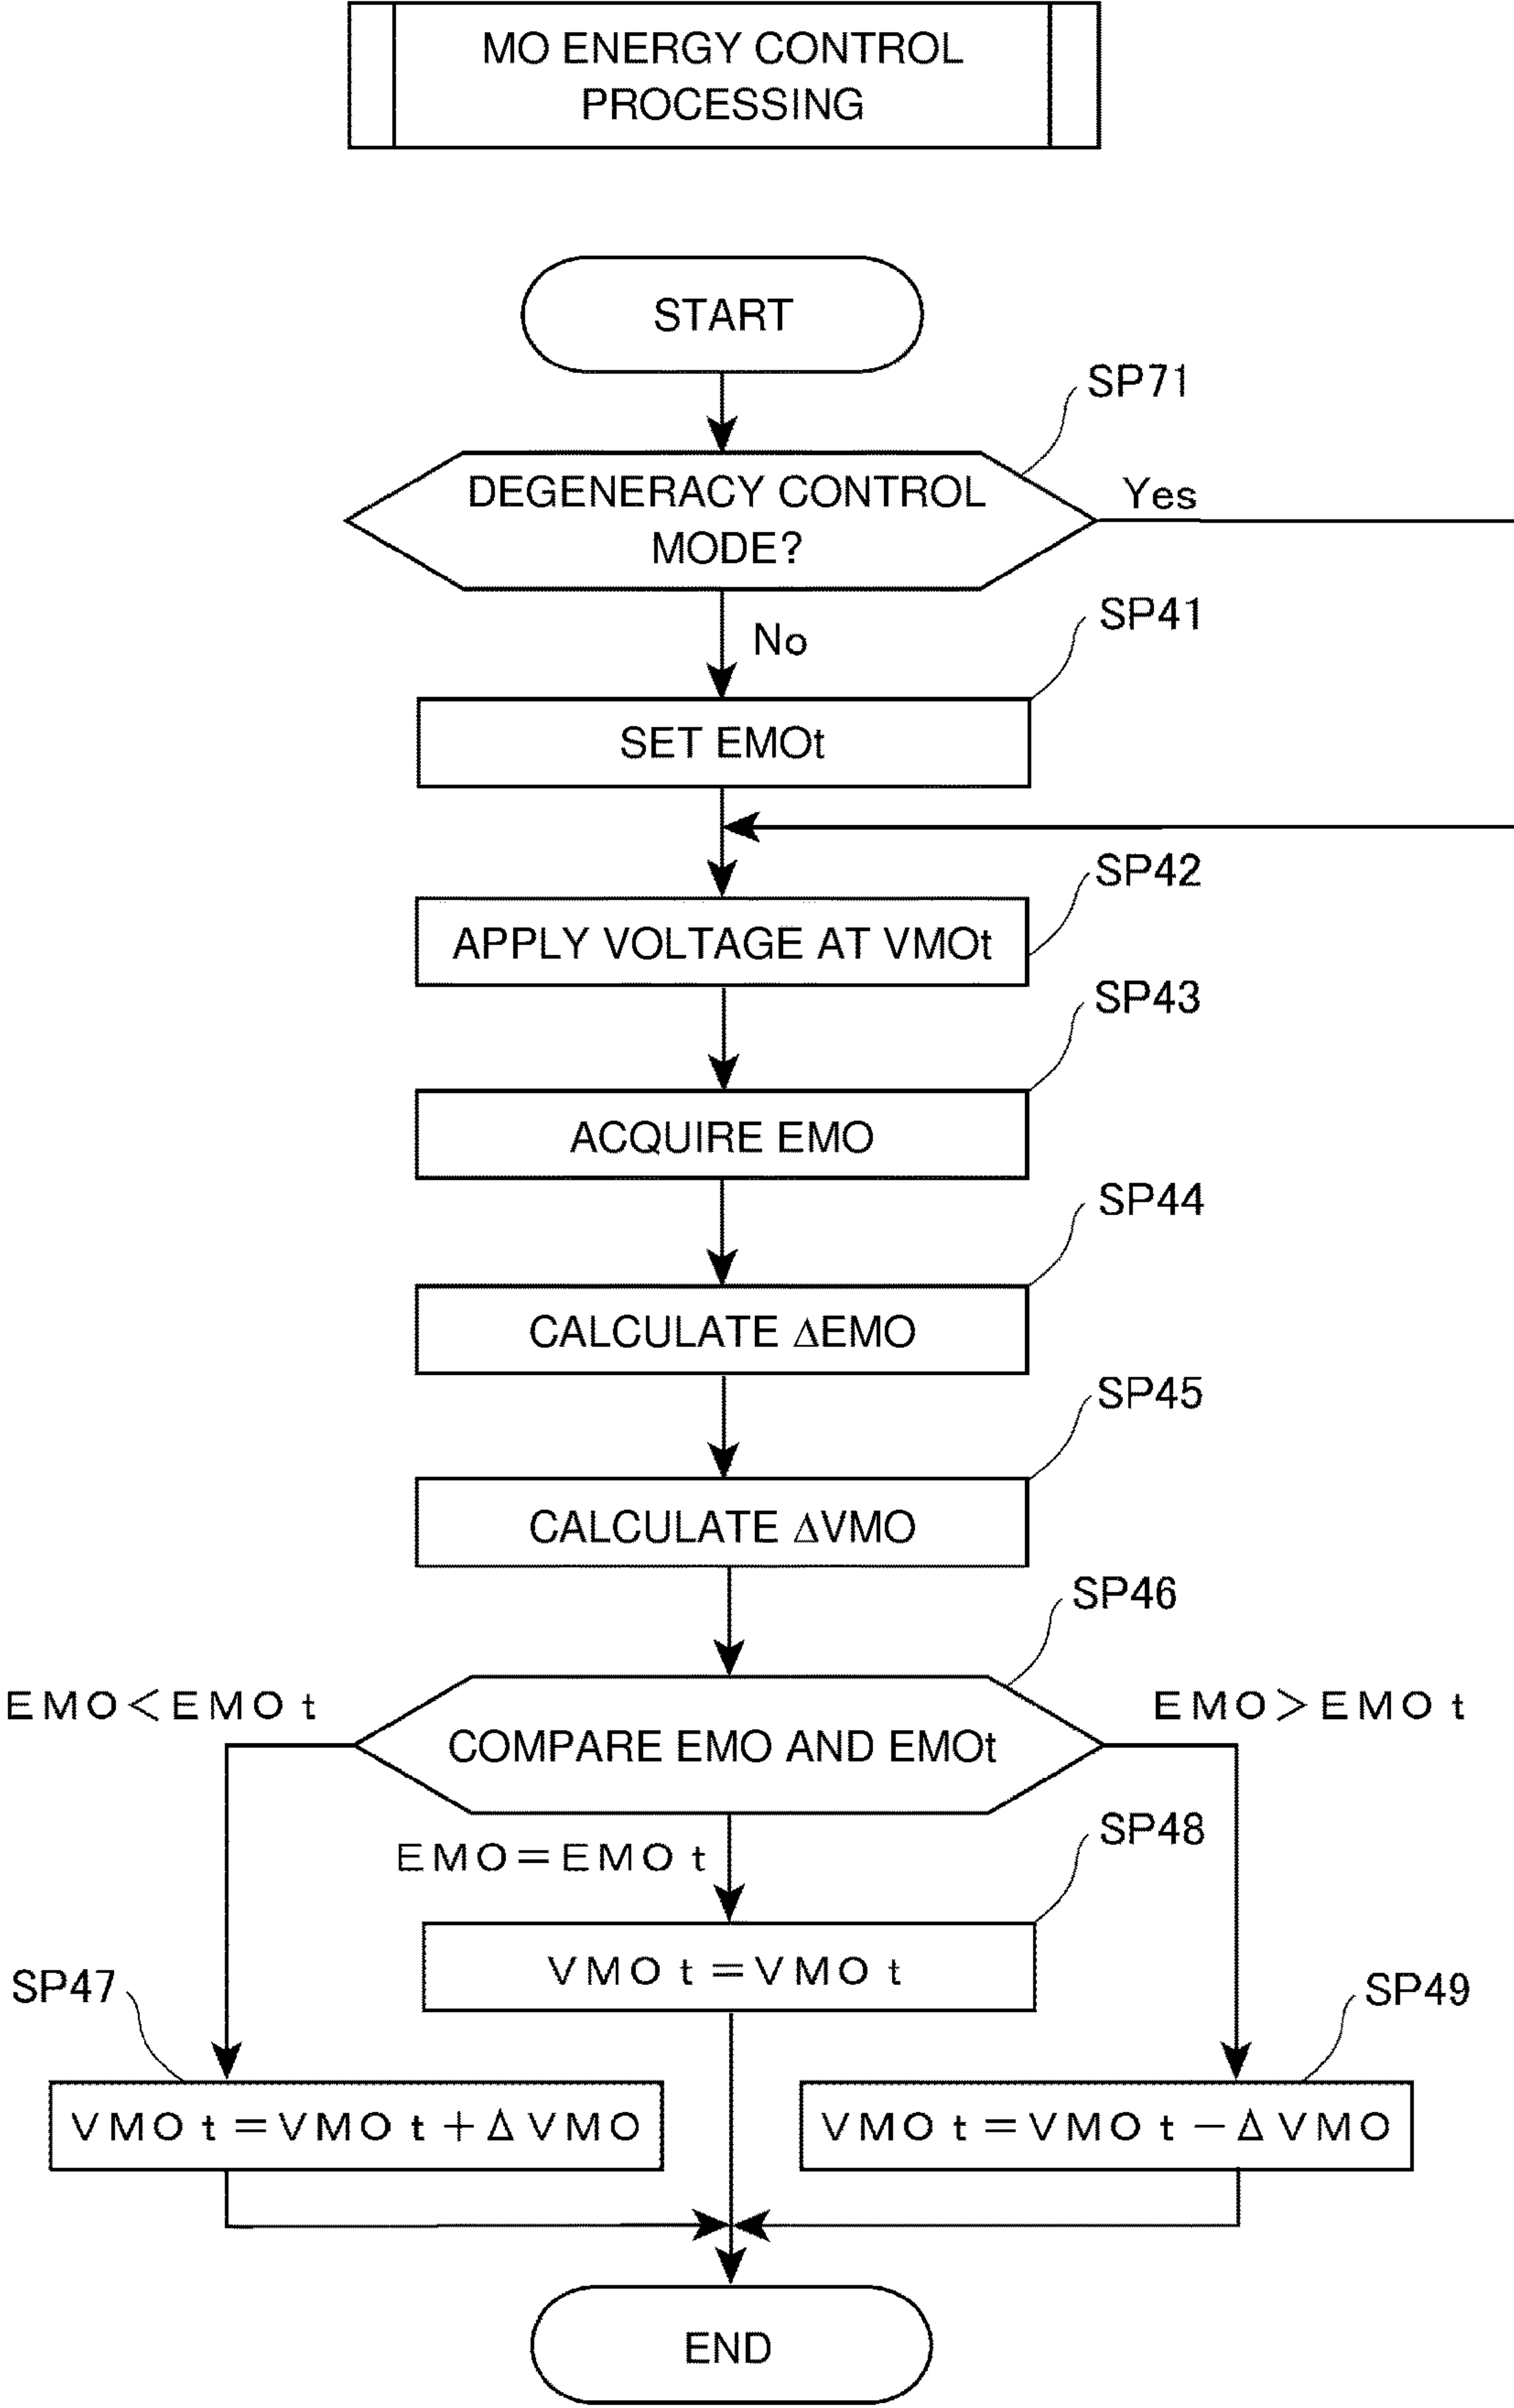 MO ENERGY CONTROL
PROCESSING
START
SP71
DEGENERACY CONTROL
MODE?
Yes
No
SP41
SET EMOt
SP42
APPLY VOLTAGE AT VMOt
SP43
ACQUIRE EMO
SP44
CALCULATE ΔEMO
SP45
CALCULATE ΔVMO
SP46
EMO<EMOt
EMO>EMOt
COMPARE EMO AND EMOt
EMO=EMOt
SP48
VMOt=VMOt
SP47
SP49
VMOt=VMOt+ΔVMO
VMOt=VMOt-ΔVMO
END